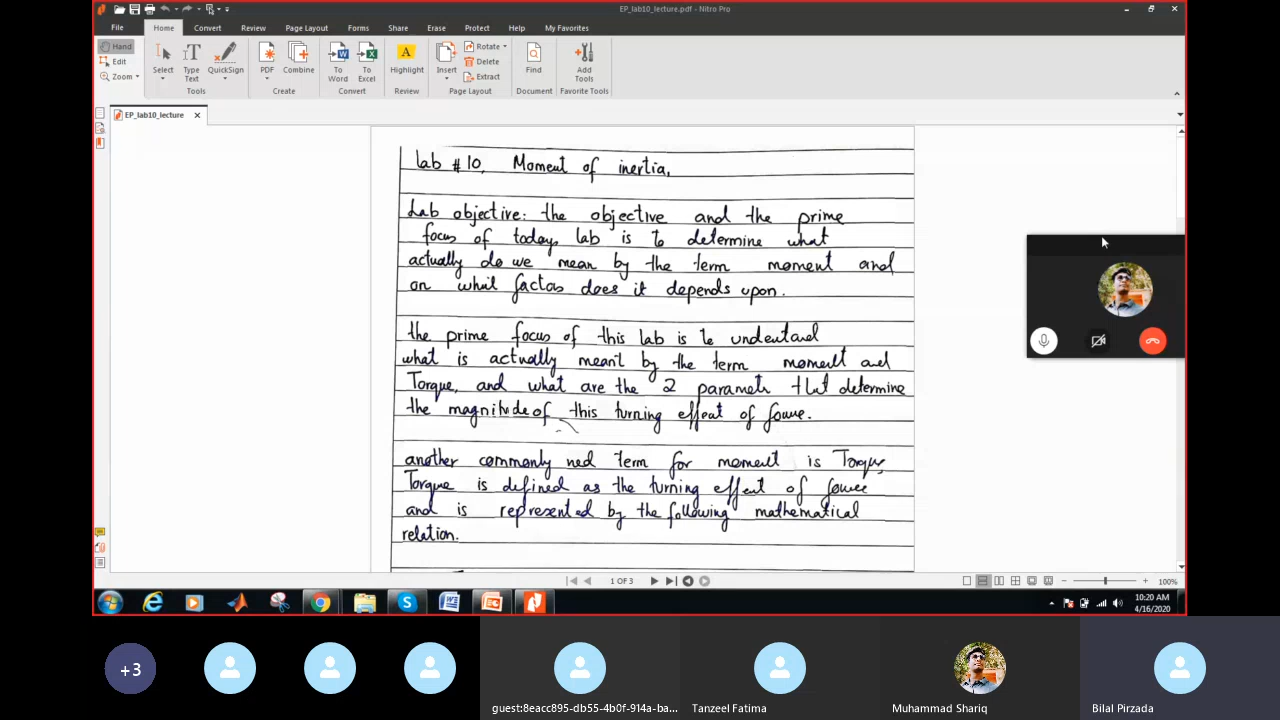 EP_lab10_lecture.pdf - Nitro Pro
File Home Convert Review Page Layout Forms Share Erase Protect Help My Favorites
Hand
Edit
Zoom
Select
Type Text
QuickSign
Tools
PDF
Combine
Create
To Word
To Excel
Convert
Highlight
Review
Insert
Rotate
Delete
Extract
Page Layout
Find
Document
Add Tools
Favorite Tools
EP_lab10_lecture
Lab #10, Moment of inertia,
Lab objective: the objective and the prime
focus of today, lab is to determine what
actually do we mean by the term moment and
on what factors does it depends upon.
the prime focus of this lab is to understand
what is actually meant by the term moment and
Torque, and what are the 2 paramets that determine
the magnitude of this turning effect of force.
another commonly used term for moment is Torque,
Torque is defined as the turning effect of force
and is represented by the following mathematical
relation.
1 OF 3
100%
10:20 AM
4/16/2020
+3
guest:8eacc895-db55-4b0f-914a-ba...
Tanzeel Fatima
Muhammad Shariq
Bilal Pirzada